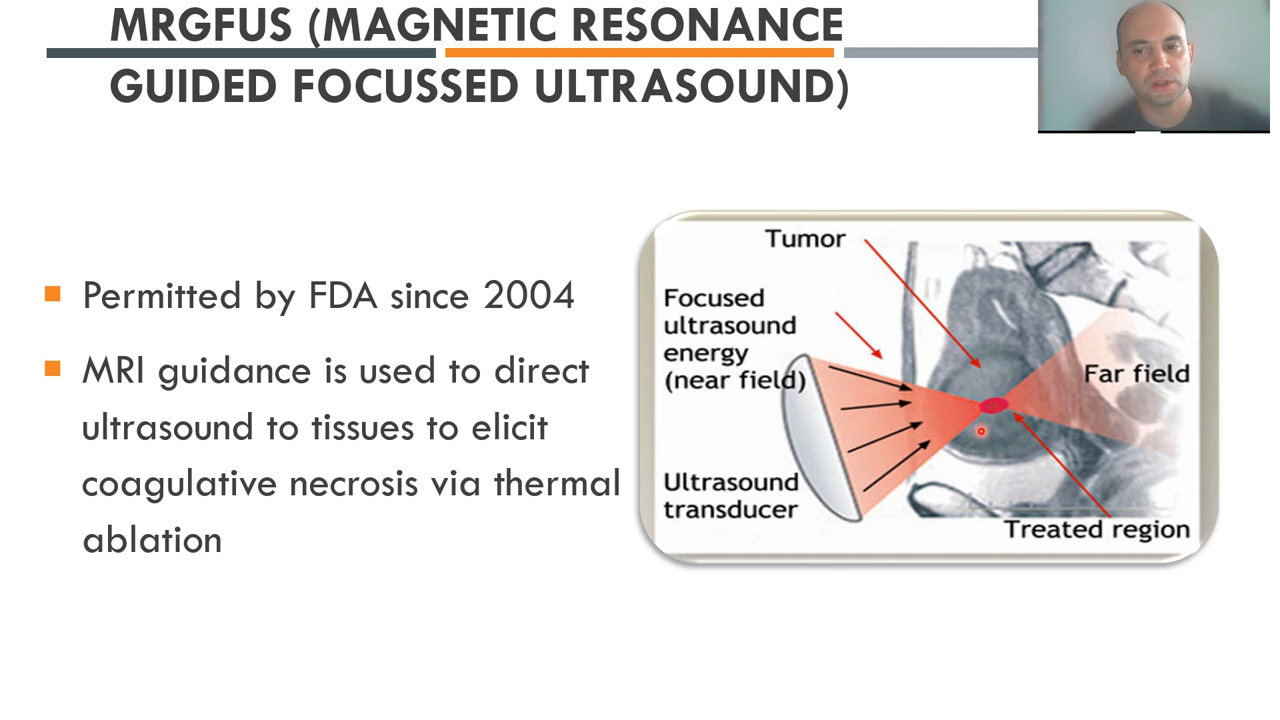 MRGFUS (MAGNETIC RESONANCE
GUIDED FOCUSSED ULTRASOUND)
Permitted by FDA since 2004
MRI guidance is used to direct
ultrasound to tissues to elicit
coagulative necrosis via thermal
ablation
Tumor
Focused
ultrasound
energy
(near field)
Far field
Ultrasound
transducer
Treated region